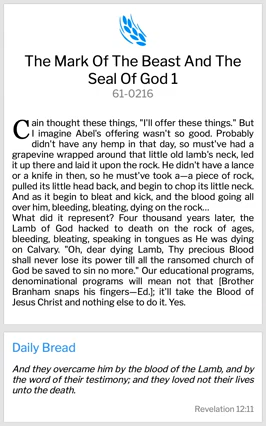 The Mark Of The Beast And The
Seal Of God 1
61-0216
Cain thought these things, "I'll offer these things." But
I imagine Abel's offering wasn't so good. Probably
didn't have any hemp in that day, so must've had a
grapevine wrapped around that little old lamb's neck, led
it up there and laid it upon the rock. He didn't have a lance
or a knife in then, so he must've took a—a piece of rock,
pulled its little head back, and begin to chop its little neck.
And as it begin to bleat and kick, and the blood going all
over him, bleeding, bleating, dying on the rock...
What did it represent? Four thousand years later, the
Lamb of God hacked to death on the rock of ages,
bleeding, bleating, speaking in tongues as He was dying
on Calvary. "Oh, dear dying Lamb, Thy precious Blood
shall never lose its power till all the ransomed church of
God be saved to sin no more." Our educational programs,
denominational programs will mean not that [Brother
Branham snaps his fingers—Ed.]; it'll take the Blood of
Jesus Christ and nothing else to do it. Yes.
Daily Bread
And they overcame him by the blood of the Lamb, and by
the word of their testimony; and they loved not their lives
unto the death.
Revelation 12:11